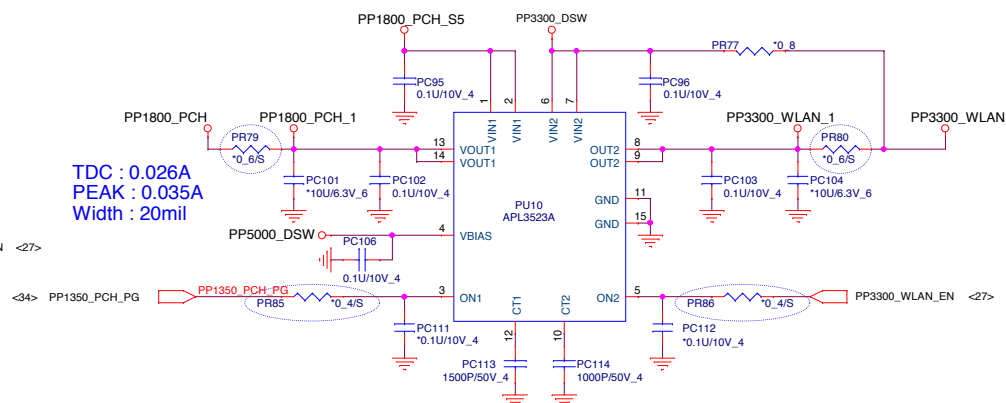 PP1800_PCH_S5
PP3300_DSW
PR77
*0_8
PC95
0.1U/10V_4
PC96
0.1U/10V_4
1
2
6
7
VIN1
VIN1
VIN2
VIN2
PP1800_PCH
PP1800_PCH_1
PP3300_WLAN_1
PP3300_WLAN
PR79
*0_6/S
PR80
*0_6/S
13
14
VOUT1
VOUT1
OUT2
OUT2
8
9
TDC : 0.026A
PEAK : 0.035A
Width : 20mil
PC101
*10U/6.3V_6
PC102
0.1U/10V_4
PC103
0.1U/10V_4
PC104
*10U/6.3V_6
PU10
APL3523A
GND
GND
11
15
PP5000_DSW
4
VBIAS
PC106
0.1U/10V_4
N <27>
<34> PP1350_PCH_PG
PP1350_PCH_PG
PR85
*0_4/S
3
ON1
ON2
5
PR86
*0_4/S
PP3300_WLAN_EN <27>
CT1
CT2
PC111
*0.1U/10V_4
PC112
*0.1U/10V_4
12
10
PC113
1500P/50V_4
PC114
1000P/50V_4